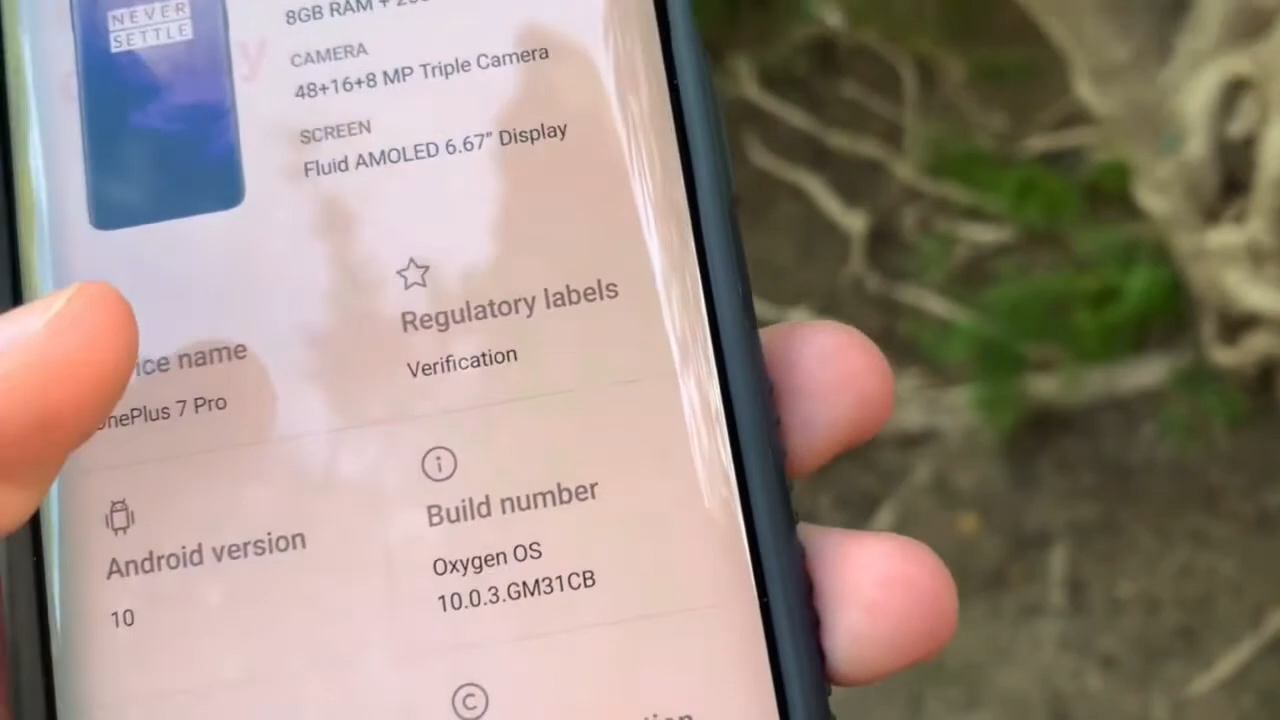 NEVER
SETTLE
8GB RAM +
CAMERA
48+16+8 MP Triple Camera
SCREEN
Fluid AMOLED 6.67” Display
Regulatory labels
Verification
name
nePlus 7 Pro
Build number
Oxygen OS
10.0.3.GM31CB
Android version
10